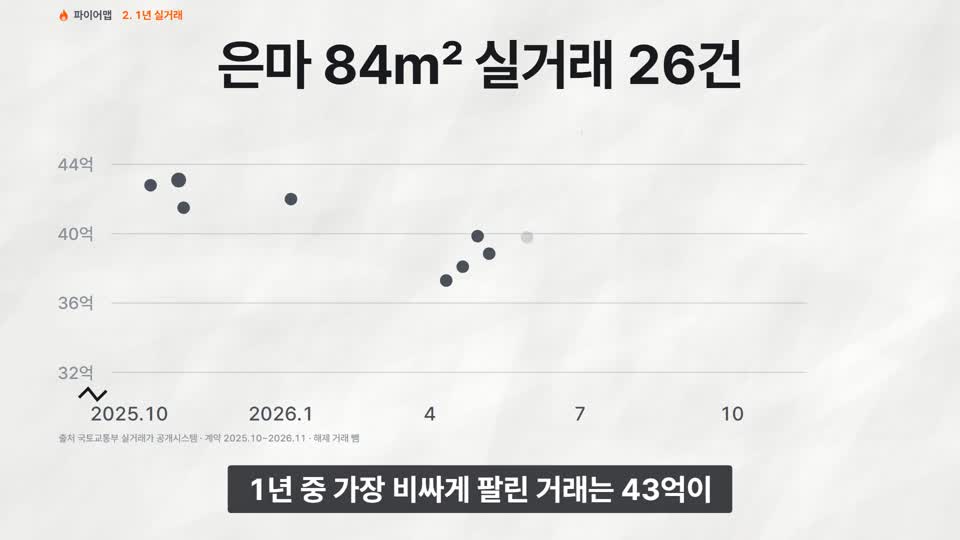 파이어맵 2. 1년 실거래
은마 84m² 실거래 26건
44억
40억
36억
32억
2025.10 2026.1 4 7 10
출처 국토교통부 실거래가 공개시스템 · 계약 2025.10~2026.11 · 해제 거래 뺌
1년 중 가장 비싸게 팔린 거래는 43억이